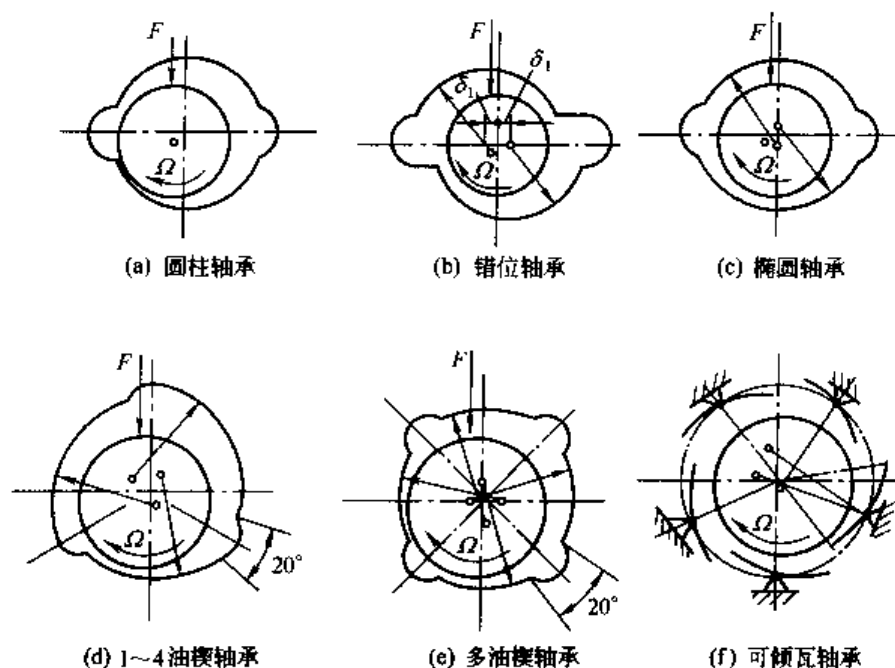 F
Ω
(a) 圆柱轴承
F
δ₁
δ₁
Ω
(b) 错位轴承
F
Ω
(c) 椭圆轴承
F
Ω
20°
(d) 1～4油楔轴承
F
Ω
20°
(e) 多油楔轴承
Ω
(f) 可倾瓦轴承